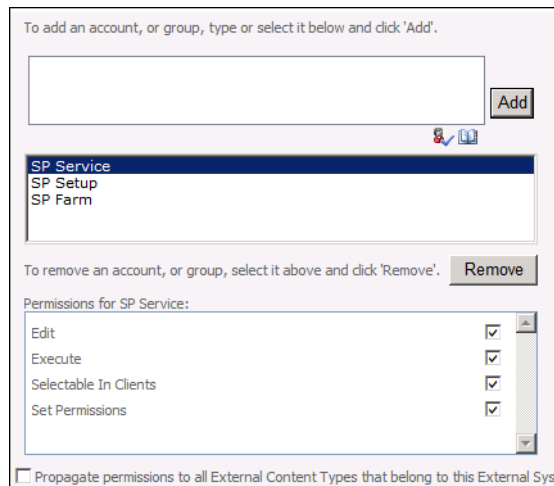 To add an account, or group, type or select it below and click 'Add'.
Add
SP Service
SP Setup
SP Farm
To remove an account, or group, select it above and click 'Remove'. Remove
Permissions for SP Service:
Edit
Execute
Selectable In Clients
Set Permissions
Propagate permissions to all External Content Types that belong to this External Sys